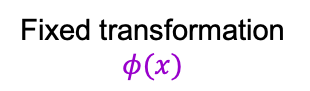 Fixed transformation
𝜙(𝑥)